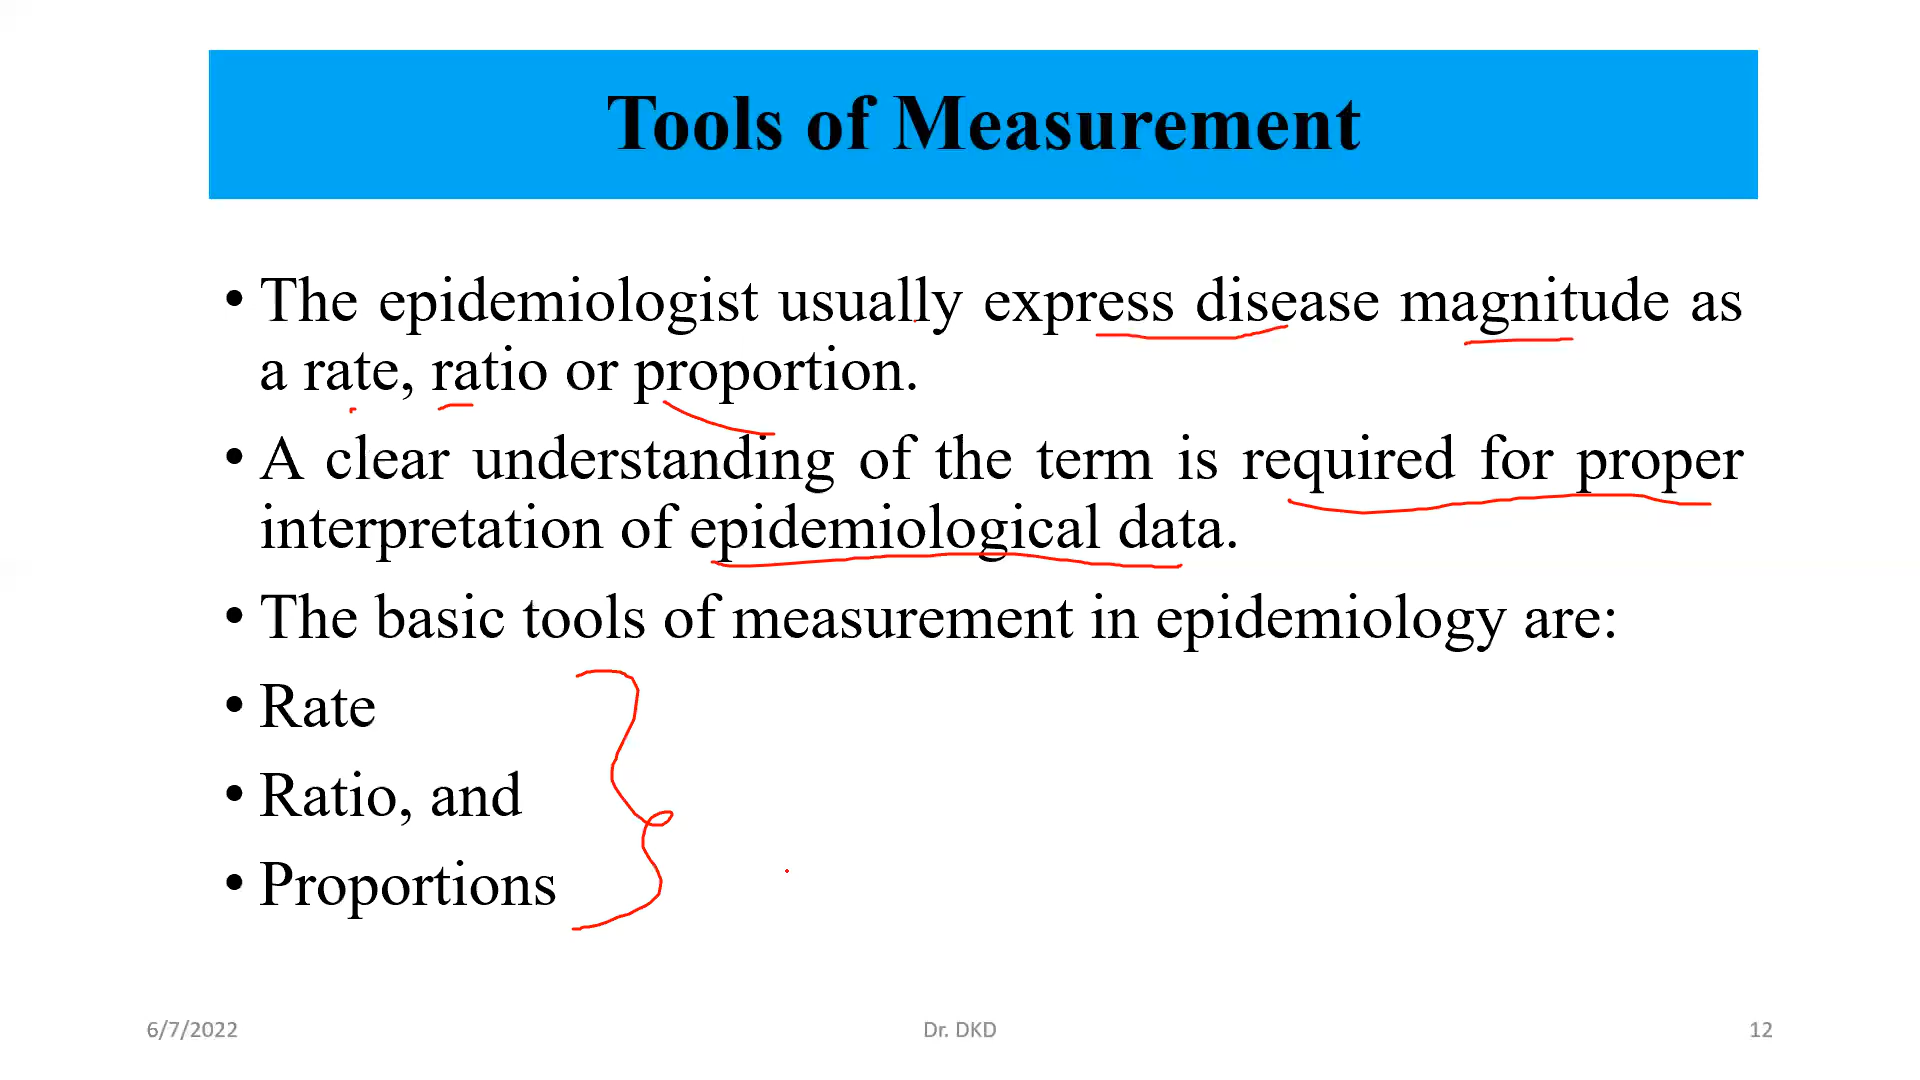 Tools of Measurement
• The epidemiologist usually express disease magnitude as
a rate, ratio or proportion.
• A clear understanding of the term is required for proper
interpretation of epidemiological data.
• The basic tools of measurement in epidemiology are:
• Rate
• Ratio, and
• Proportions
6/7/2022 Dr. DKD 12